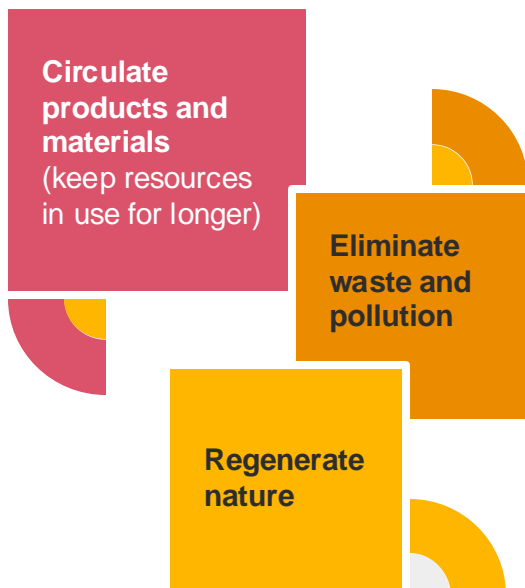 Circulate
products and
materials
(keep resources
in use for longer)
Eliminate
waste and
pollution
Regenerate
nature